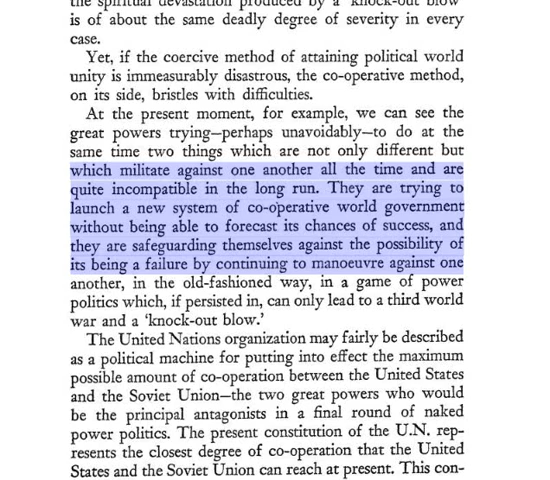 the spiritual devastation produced by a 'knock-out blow'
is of about the same deadly degree of severity in every
case.
Yet, if the coercive method of attaining political world
unity is immeasurably disastrous, the co-operative method,
on its side, bristles with difficulties.
At the present moment, for example, we can see the
great powers trying—perhaps unavoidably—to do at the
same time two things which are not only different but
which militate against one another all the time and are
quite incompatible in the long run. They are trying to
launch a new system of co-operative world government
without being able to forecast its chances of success, and
they are safeguarding themselves against the possibility of
its being a failure by continuing to manoeuvre against one
another, in the old-fashioned way, in a game of power
politics which, if persisted in, can only lead to a third world
war and a 'knock-out blow.'
The United Nations organization may fairly be described
as a political machine for putting into effect the maximum
possible amount of co-operation between the United States
and the Soviet Union—the two great powers who would
be the principal antagonists in a final round of naked
power politics. The present constitution of the U.N. rep-
resents the closest degree of co-operation that the United
States and the Soviet Union can reach at present. This con-